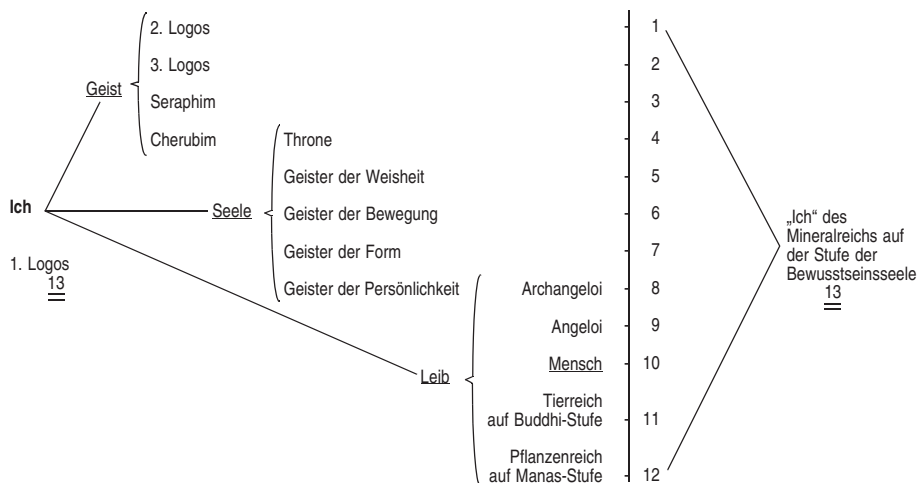 2. Logos
3. Logos
Geist
Seraphim
Cherubim
Throne
Geister der Weisheit
Ich
Seele
Geister der Bewegung
Geister der Form
1. Logos
13
Geister der Persönlichkeit
Archangeloi
Angeloi
Leib
Mensch
Tierreich
auf Buddhi-Stufe
Pflanzenreich
auf Manas-Stufe
1
2
3
4
5
6
7
8
9
10
11
12
„Ich“ des
Mineralreichs auf
der Stufe der
Bewusstseinsseele
13